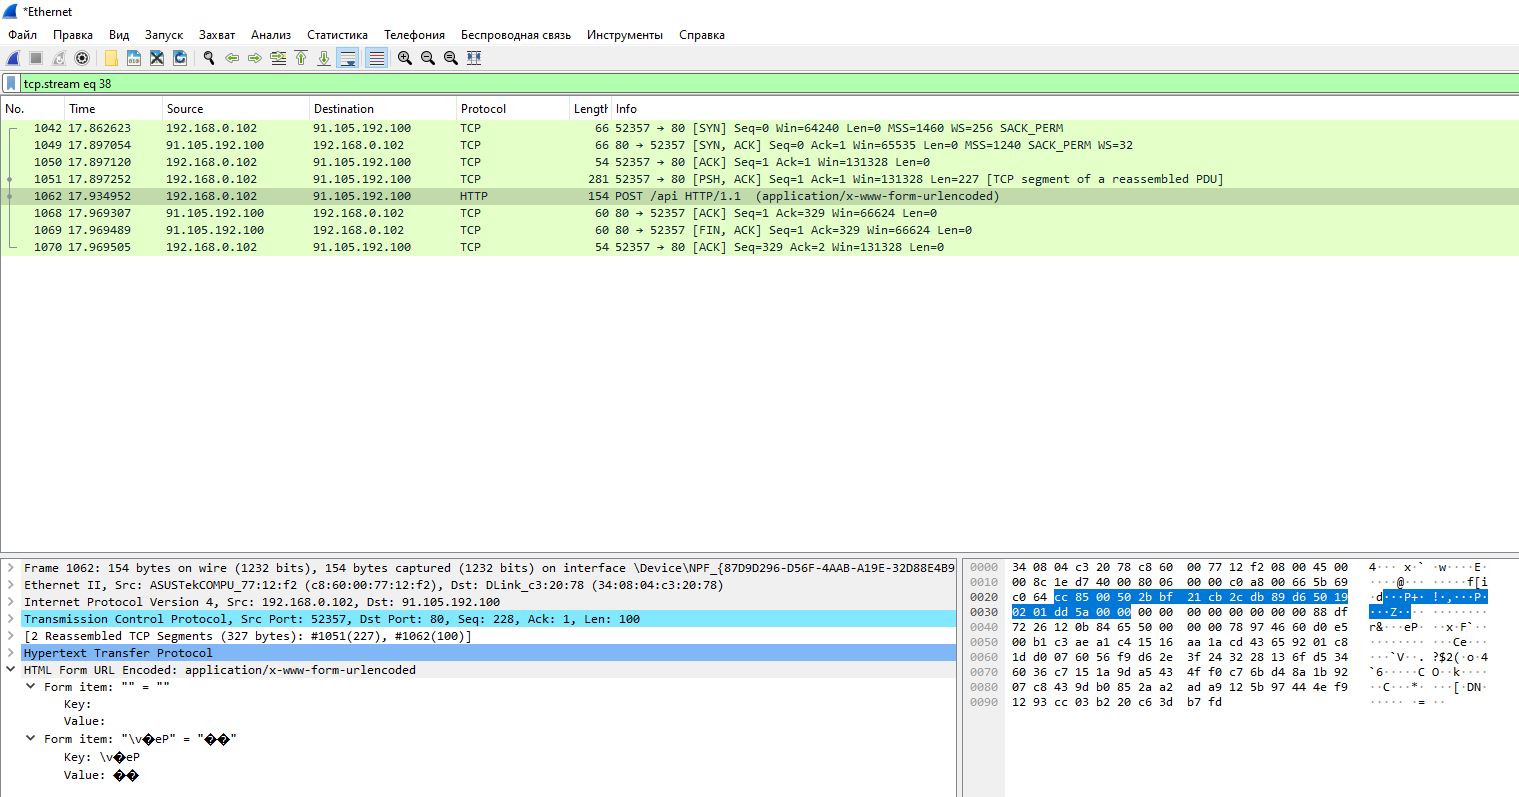 *Ethernet
Файл Правка Вид Запуск Захват Анализ Статистика Телефония Беспроводная связь Инструменты Справка
tcp.stream eq 38
No. Time Source Destination Protocol Length Info
1042 17.862623 192.168.0.102 91.105.192.100 TCP 66 52357 → 80 [SYN] Seq=0 Win=64240 Len=0 MSS=1460 WS=256 SACK_PERM
1049 17.897054 91.105.192.100 192.168.0.102 TCP 66 80 → 52357 [SYN, ACK] Seq=0 Ack=1 Win=65535 Len=0 MSS=1240 SACK_PERM WS=32
1050 17.897120 192.168.0.102 91.105.192.100 TCP 54 52357 → 80 [ACK] Seq=1 Ack=1 Win=131328 Len=0
1051 17.897252 192.168.0.102 91.105.192.100 TCP 281 52357 → 80 [PSH, ACK] Seq=1 Ack=1 Win=131328 Len=227 [TCP segment of a reassembled PDU]
1062 17.934952 192.168.0.102 91.105.192.100 HTTP 154 POST /api HTTP/1.1  (application/x-www-form-urlencoded)
1068 17.969307 91.105.192.100 192.168.0.102 TCP 60 80 → 52357 [ACK] Seq=1 Ack=329 Win=66624 Len=0
1069 17.969489 91.105.192.100 192.168.0.102 TCP 60 80 → 52357 [FIN, ACK] Seq=1 Ack=329 Win=66624 Len=0
1070 17.969505 192.168.0.102 91.105.192.100 TCP 54 52357 → 80 [ACK] Seq=329 Ack=2 Win=131328 Len=0
Frame 1062: 154 bytes on wire (1232 bits), 154 bytes captured (1232 bits) on interface \Device\NPF_{87D9D296-D56F-4AAB-A19E-32D88E4B9
Ethernet II, Src: ASUSTekCOMPU_77:12:f2 (c8:60:00:77:12:f2), Dst: DLink_c3:20:78 (34:08:04:c3:20:78)
Internet Protocol Version 4, Src: 192.168.0.102, Dst: 91.105.192.100
Transmission Control Protocol, Src Port: 52357, Dst Port: 80, Seq: 228, Ack: 1, Len: 100
[2 Reassembled TCP Segments (327 bytes): #1051(227), #1062(100)]
Hypertext Transfer Protocol
HTML Form URL Encoded: application/x-www-form-urlencoded
Form item: "" = ""
Key:
Value:
Form item: "\v�eP" = "��"
Key: \v�eP
Value: ��
0000 34 08 04 c3 20 78 c8 60 00 77 12 f2 08 00 45 00 4··· x·` ·w····E·
0010 00 8c 1e d7 40 00 80 06 00 00 c0 a8 00 66 5b 69 ····@··· ·····f[i
0020 c0 64 cc 85 00 50 2b bf 21 cb 2c db 89 d6 50 19 ·d···P+· !·,···P·
0030 02 01 dd 5a 00 00 00 00 00 00 00 00 00 00 88 df ···Z···· ········
0040 72 26 12 0b 84 65 50 00 00 00 78 97 46 60 d0 e5 r&···eP· ··x·F`··
0050 00 b1 c3 ae a1 c4 15 16 aa 1a cd 43 65 92 01 c8 ········ ···Ce···
0060 1d d0 07 60 56 f9 d6 2e 3f 24 32 28 13 6f d5 34 ···`V··. ?$2(·o·4
0070 60 36 c7 15 1a 9d a5 43 4f f0 c7 6b d4 8a 1b 92 `6·····C O··k····
0080 07 c8 43 9d b0 85 2a a2 ad a9 12 5b 97 44 4e f9 ··C···*· ···[·DN·
0090 12 93 cc 03 b2 20 c6 3d b7 fd ····· ·= ··